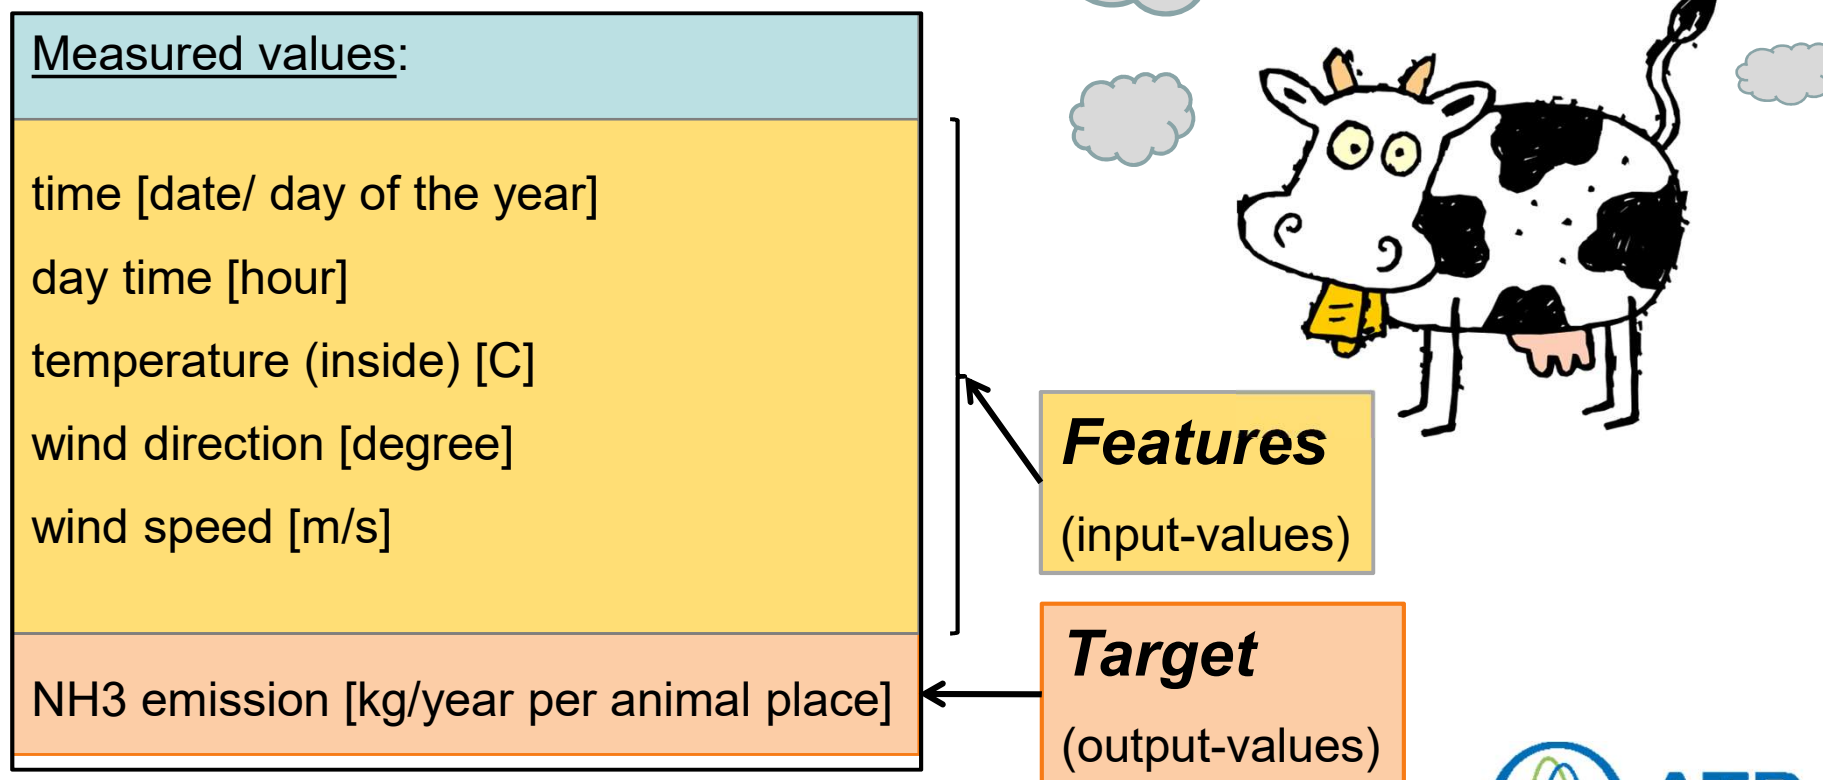 Measured values:
time [date/ day of the year]
day time [hour]
temperature (inside) [C]
wind direction [degree]
wind speed [m/s]
NH3 emission [kg/year per animal place]
Features
(input-values)
Target
(output-values)